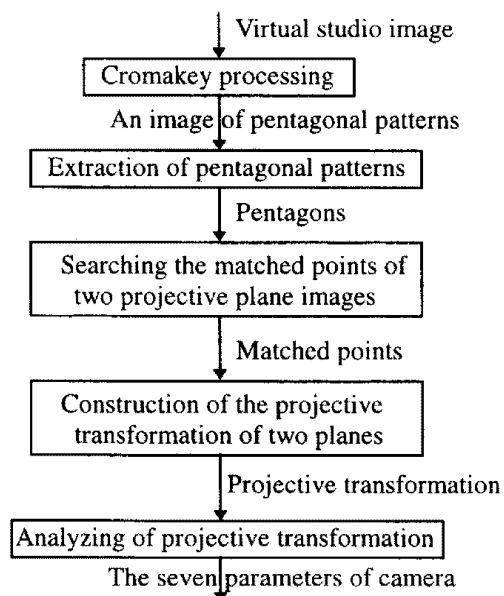 Virtual studio image
Cromakey processing
An image of pentagonal patterns
Extraction of pentagonal patterns
Pentagons
Searching the matched points of
two projective plane images
Matched points
Construction of the projective
transformation of two planes
Projective transformation
Analyzing of projective transformation
The seven parameters of camera